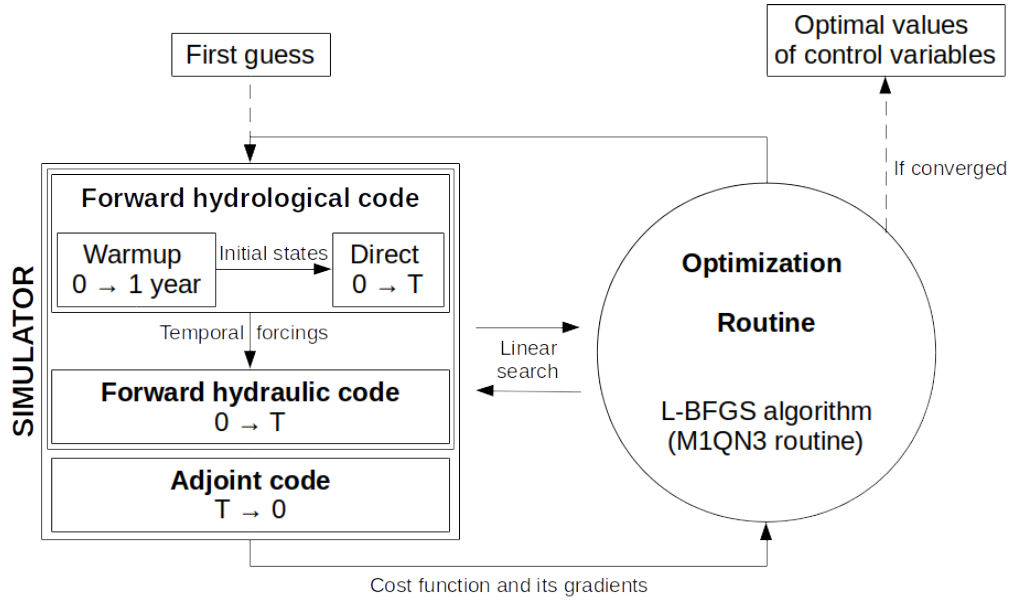 First guess
Optimal values
of control variables
If converged
SIMULATOR
Forward hydrological code
Warmup
0 → 1 year
Initial states
Direct
0 → T
Temporal forcings
Forward hydraulic code
0 → T
Adjoint code
T → 0
Linear
search
Optimization
Routine
L-BFGS algorithm
(M1QN3 routine)
Cost function and its gradients